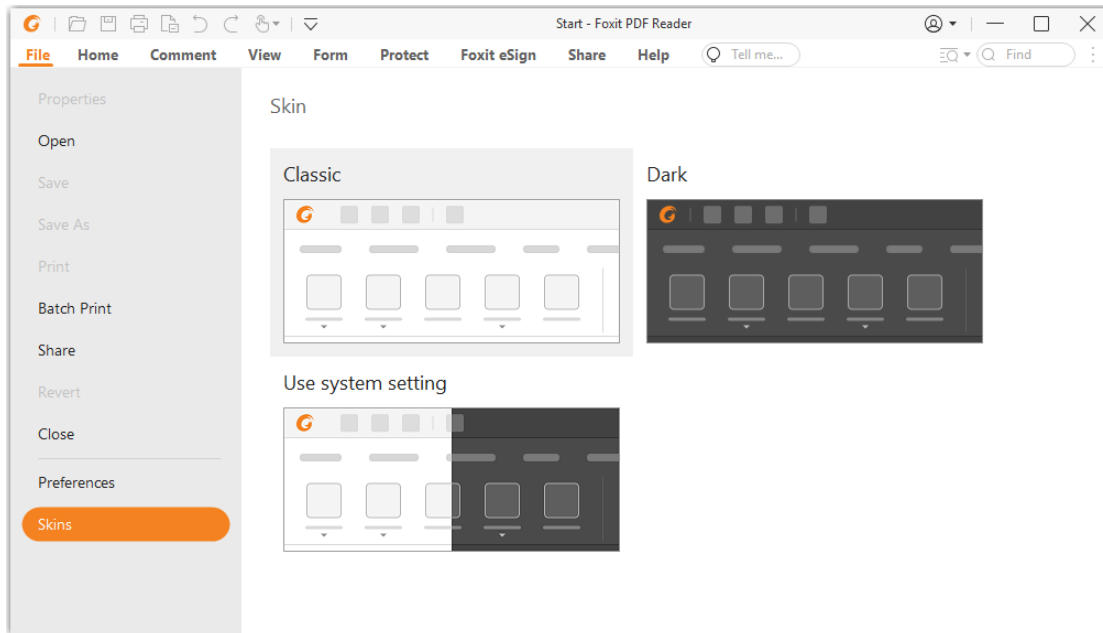 Start - Foxit PDF Reader
File Home Comment View Form Protect Foxit eSign Share Help Tell me... Find
Properties
Open
Save
Save As
Print
Batch Print
Share
Revert
Close
Preferences
Skins
Skin
Classic
Dark
Use system setting